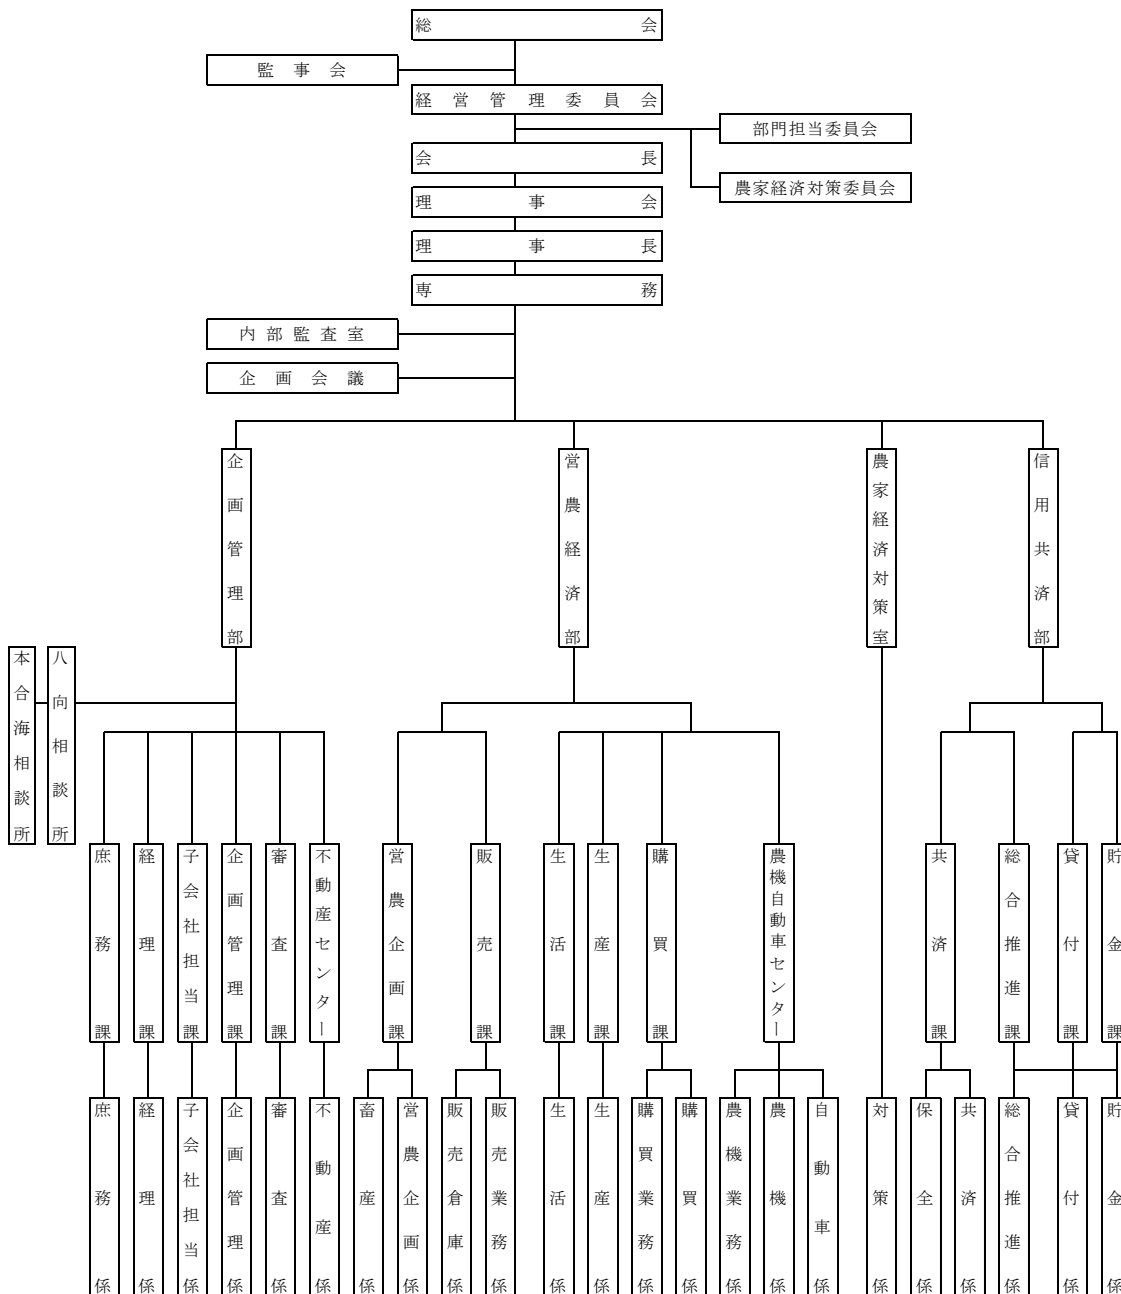 総会
監事会
経営管理委員会
部門担当委員会
会長
農家経済対策委員会
理事会
理事長
専務
内部監査室
企画会議
企画管理部
営農経済部
農家経済対策室
信用共済部
本合海相談所
八向相談所
庶務課
経理課
子会社担当課
企画管理課
審査課
不動産センター
営農企画課
販売課
生活課
生産課
購買課
農機自動車センター
共済課
総合推進課
貸付課
貯金課
庶務係
経理係
子会社担当係
企画管理係
審査係
不動産係
畜産係
営農企画係
販売倉庫係
販売業務係
生活係
生産係
購買業務係
購買係
農機業務係
農機係
自動車係
対策係
保全係
共済係
総合推進係
貸付係
貯金係